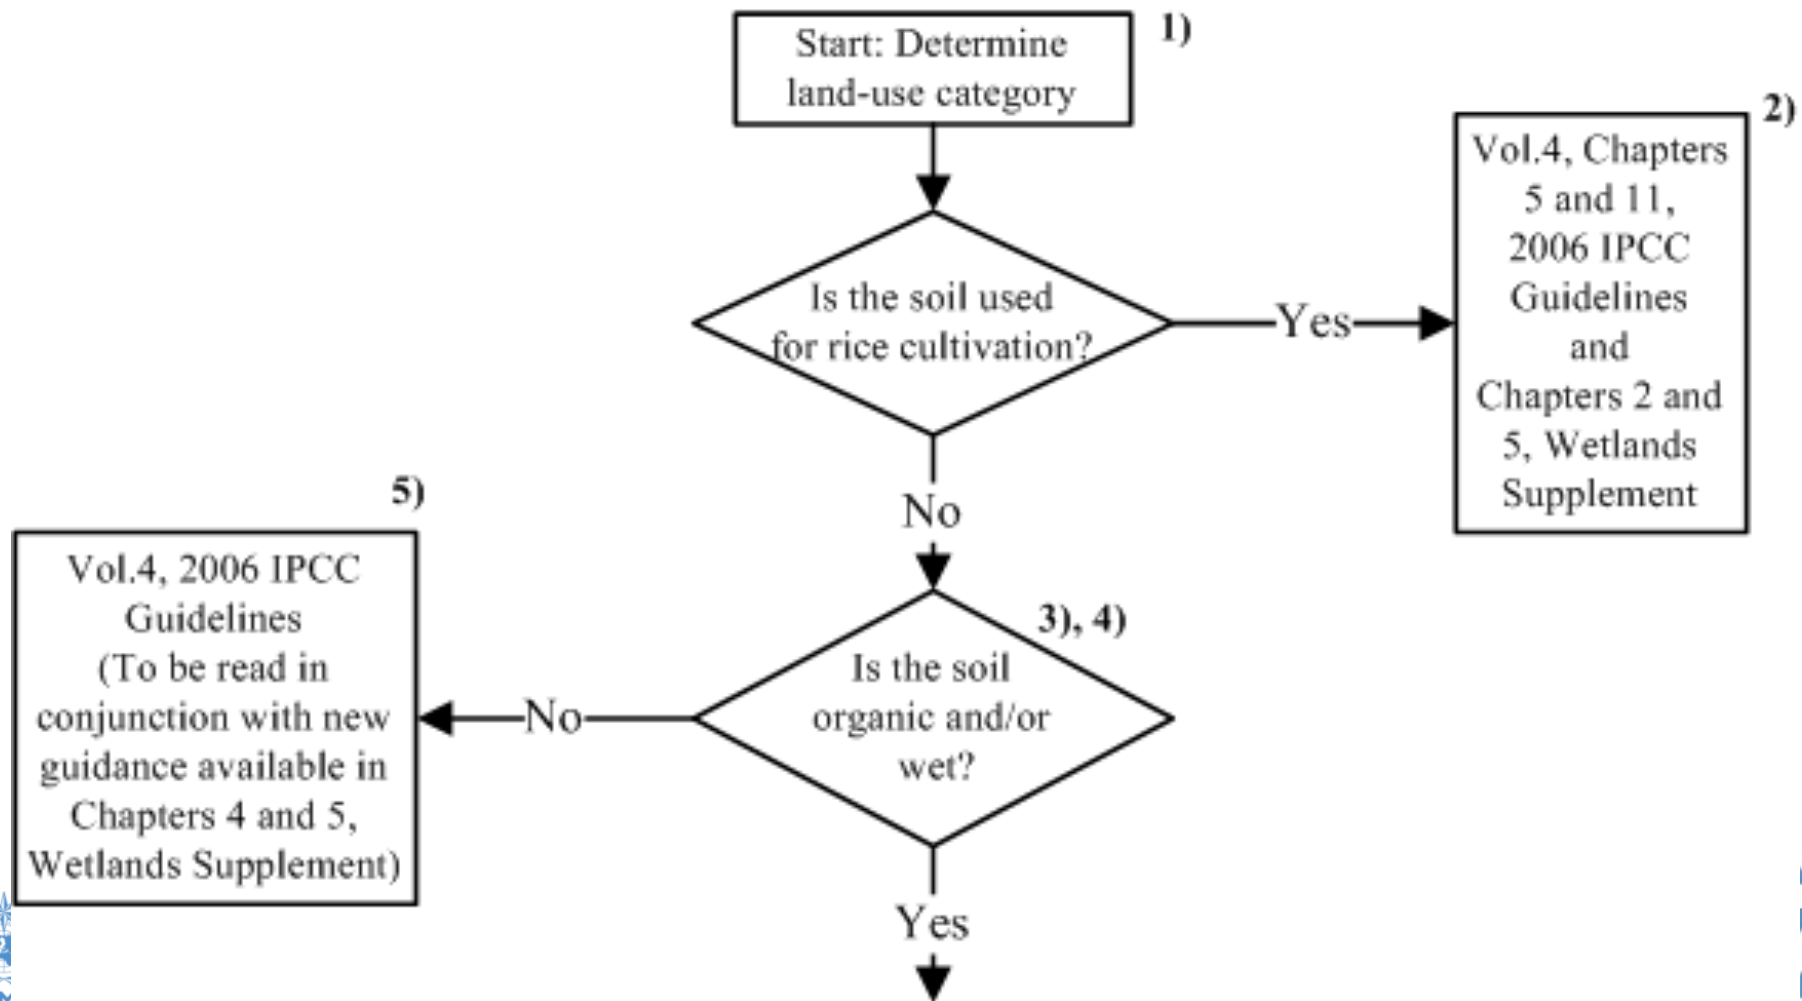 1)
Start: Determine
land-use category
2)
Vol.4, Chapters
5 and 11,
2006 IPCC
Guidelines
and
Chapters 2 and
5, Wetlands
Supplement
Is the soil used
for rice cultivation?
Yes
No
5)
Vol.4, 2006 IPCC
Guidelines
(To be read in
conjunction with new
guidance available in
Chapters 4 and 5,
Wetlands Supplement)
3), 4)
Is the soil
organic and/or
wet?
No
Yes